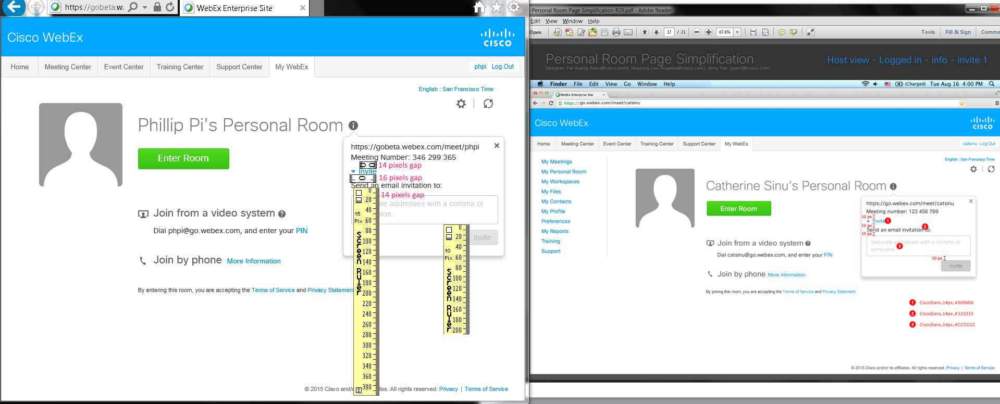 https://gobeta.w.
WebEx Enterprise Site
Cisco WebEx
CISCO
Home
Meeting Center
Event Center
Training Center
Support Center
My WebEx
phpi Log Out
English : San Francisco Time
Phillip Pi's Personal Room
Enter Room
https://gobeta.webex.com/meet/phpi
Meeting Number: 346 299 365
14 pixels gap
Invite
16 pixels gap
Send an email invitation to:
14 pixels gap
te addresses with a comma or
colon.
Invite
Join from a video system
Dial phpi@go.webex.com, and enter your PIN
Join by phone More Information
By entering this room, you are accepting the Terms of Service and Privacy Statement
0
20
15
Pix
40
60
80
100
120
140
160
180
200
220
240
260
280
300
320
340
360
380
Screen Ruler
0
20
10
Pix
40
60
80
100
120
140
160
180
200
Screen Ruler
© 2015 Cisco and/o
tes. All rights reserved. Privacy | Terms of Service
-Personal Room Page Simplification-R29.pdf - Adobe Reader
Edit View Window Help
Open
17 / 21
67.6%
Tools
Fill & Sign
Comme
Personal Room Page Simplification
Designer: Fei Huang (feihu@cisco.com), Hoyeong Lee (hoyelee@cisco.com), Anny Yan (yyan2@cisco.com)
Host view - Logged in - info - invite 1
Finder File Edit View Go Window Help
(Charged) Tue Aug 16 4:00 PM
WebEx Enterprise Site
https://go.webex.com/meet/catsinu
Cisco WebEx
CISCO
Home
Meeting Center
Event Center
Training Center
Support Center
My WebEx
catsinu Log Out
English : San Francisco Time
My Meetings
My Personal Room
My Workspaces
My Files
My Contacts
My Profile
Preferences
My Reports
Training
Support
Catherine Sinu's Personal Room
Enter Room
https://go.webex.com/meet/catsinu
Meeting number: 123 456 789
12 px
Invite 1
12 px
2
Send an email invitation to:
10 px
Separate addresses with a comma or
semicolon.
3
10 px
Invite
Join from a video system
Dial catsinu@go.webex.com, and enter your PIN
Join by phone More information
By joining this room, you are accepting the Terms of Service and Privacy Statement.
1 CiscoSans,14px,#0096D6
2 CiscoSans,14px,#333333
3 CiscoSans,14px,#CCCCCC
© 2015 Cisco and/or its affiliates. All rights reserved. Privacy | Terms of Service